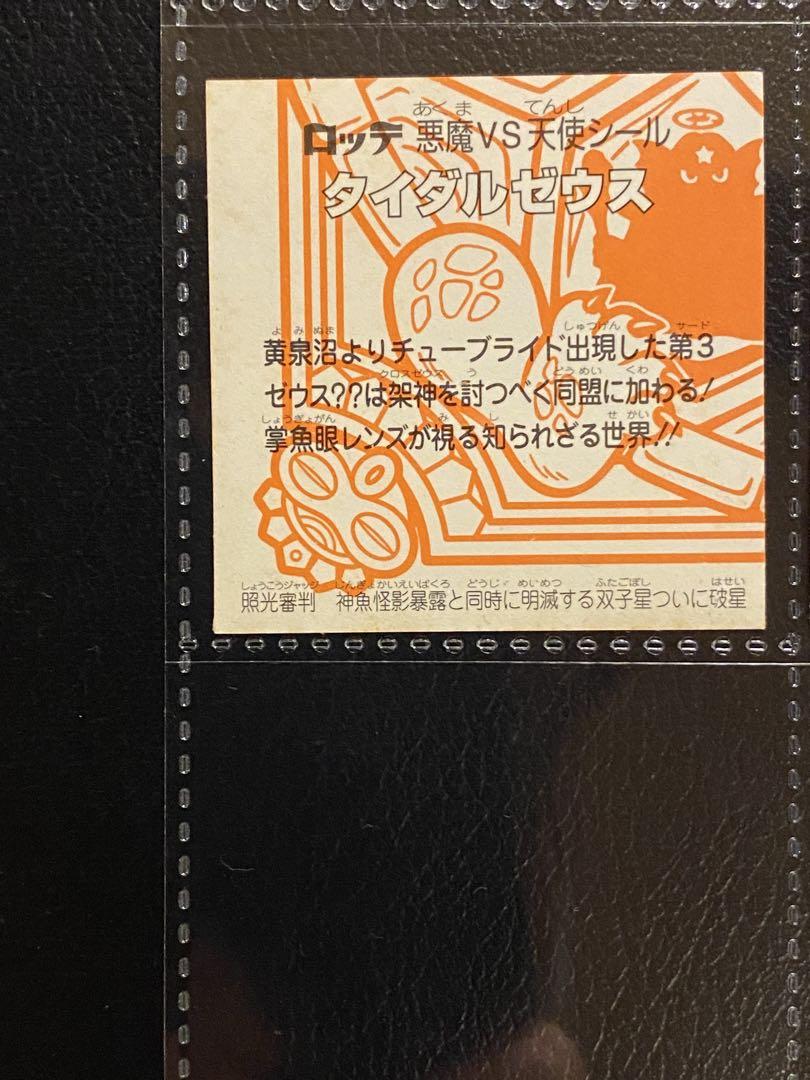 ロッテ 悪魔VS天使シール
あくま てんし
タイダルゼウス
よみぬま しゅつげん サード
黄泉沼よりチューブライド出現した第3
クロスゼウス う どうめい くわ
ゼウス??は架神を討つべく同盟に加わる!
しょうぎょがん み し せかい
掌魚眼レンズが視る知られざる世界!!
しょうこうジャッジ しんぎょかいえいばくろ どうじ めいめつ ふたごぼし はせい
照光審判 神魚怪影暴露と同時に明滅する双子星ついに破星